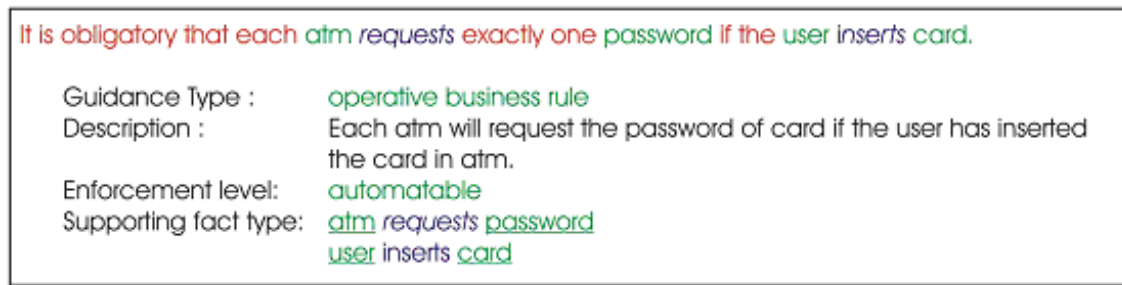 It is obligatory that each atm requests exactly one password if the user inserts card.
Guidance Type : operative business rule
Description : Each atm will request the password of card if the user has inserted
the card in atm.
Enforcement level: automatable
Supporting fact type: atm requests password
user inserts card